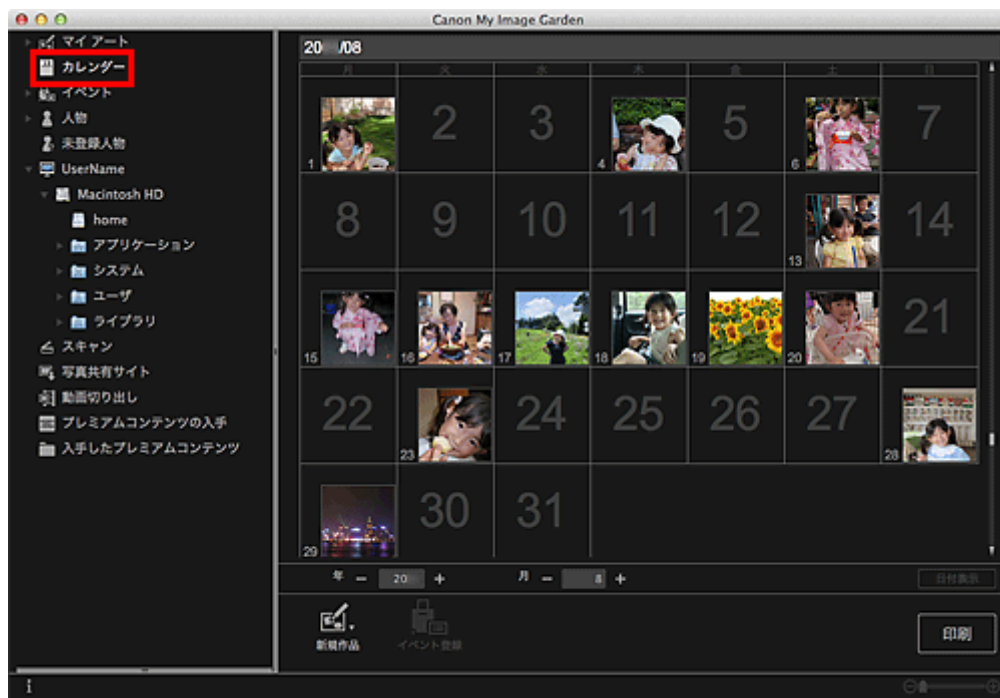 Canon My Image Garden
マイ アート
カレンダー
イベント
人物
未登録人物
UserName
Macintosh HD
home
アプリケーション
システム
ユーザ
ライブラリ
スキャン
写真共有サイト
動画切り出し
プレミアムコンテンツの入手
入手したプレミアムコンテンツ
20 /08
月 火 水 木 金 土 日
1 2 3 4 5 6 7
8 9 10 11 12 13 14
15 16 17 18 19 20 21
22 23 24 25 26 27 28
29 30 31
年 － 20 ＋ 月 － 8 ＋
日付表示
新規作品
イベント登録
印刷